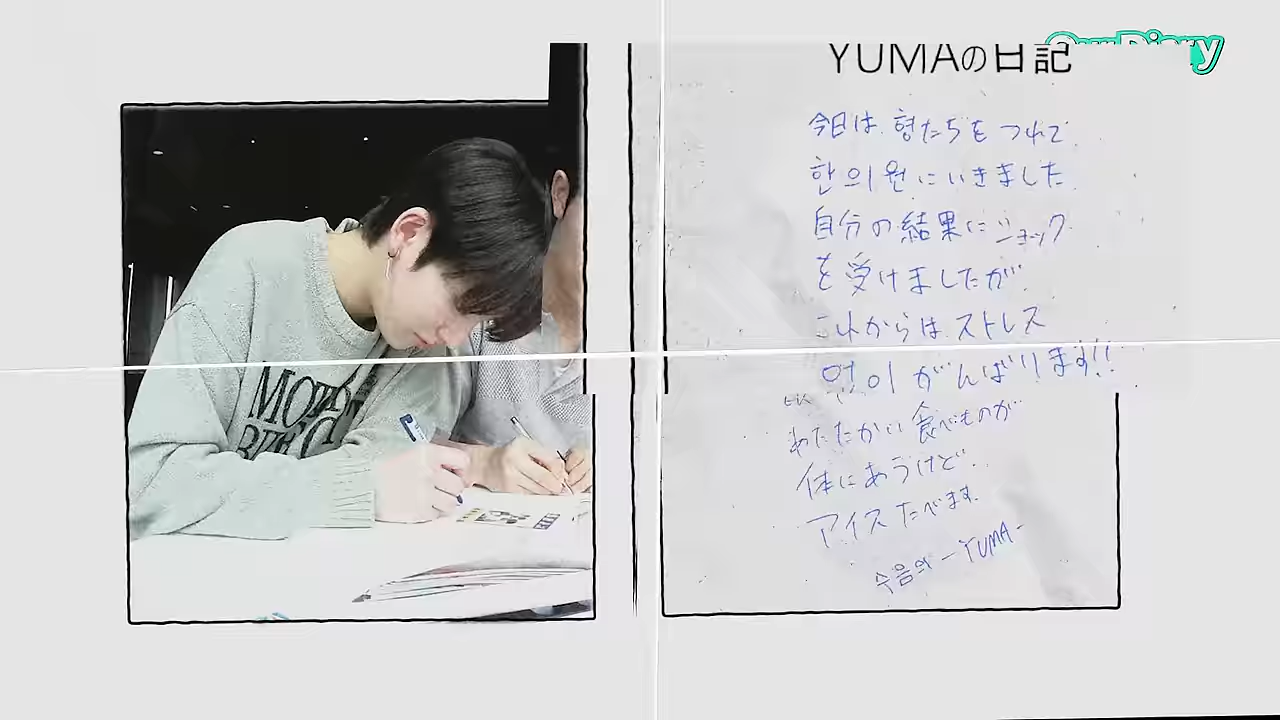 Our Diary
YUMAの日記
今日は 형たちをつれて
한의원にいきました
自分の結果にショック
を受けましたが
これからは ストレス
없이 がんばります!!
あたたかい 食べものが
体にあうけど
アイス たべます。
-YUMA-